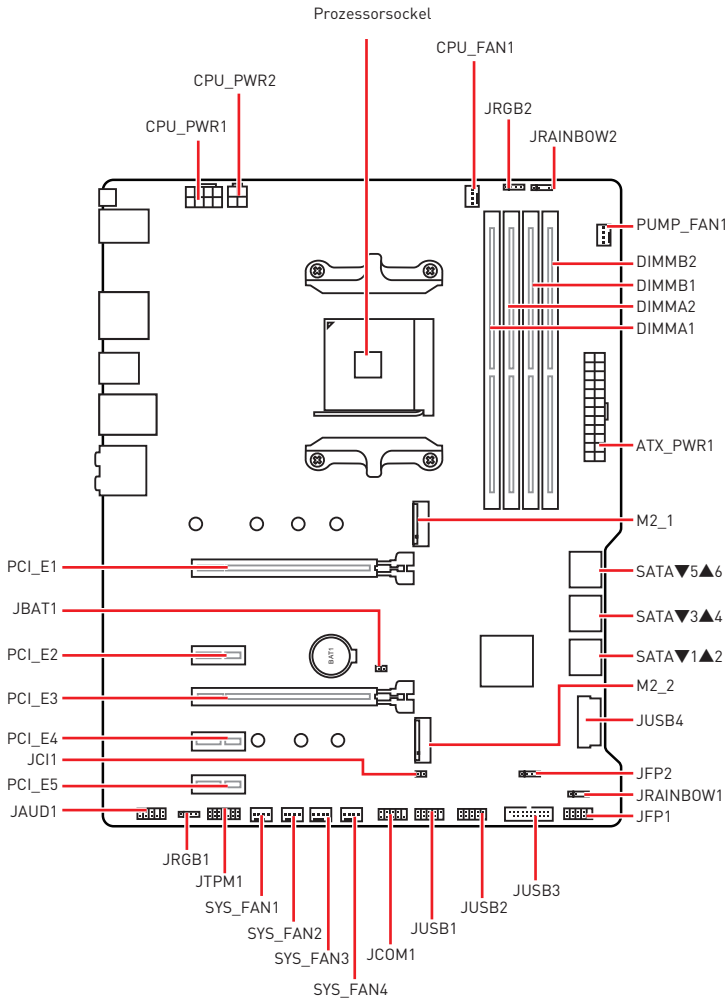 Prozessorsockel
CPU_FAN1
CPU_PWR2
JRGB2
CPU_PWR1
JRAINBOW2
PUMP_FAN1
DIMMB2
DIMMB1
DIMMA2
DIMMA1
ATX_PWR1
M2_1
PCI_E1
SATA▼5▲6
JBAT1
SATA▼3▲4
PCI_E2
BAT1
SATA▼1▲2
M2_2
PCI_E3
JUSB4
PCI_E4
JCI1
JFP2
PCI_E5
JRAINBOW1
JAUD1
JFP1
JRGB1
JTPM1
SYS_FAN1
JUSB3
JUSB2
SYS_FAN2
JUSB1
JCOM1
SYS_FAN3
SYS_FAN4